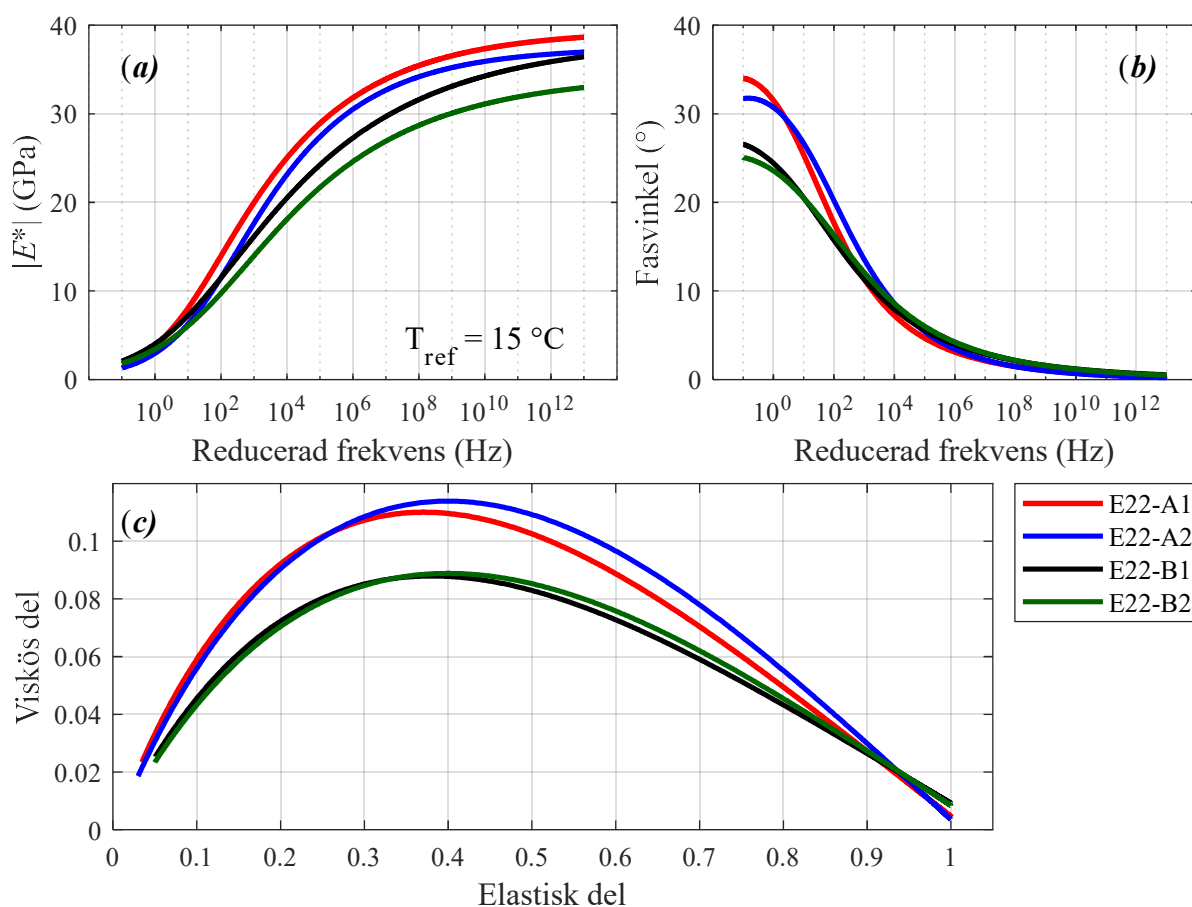 (a)
|E*| (GPa)
40
30
20
10
0
T_ref = 15 °C
10^0 10^2 10^4 10^6 10^8 10^10 10^12
Reducerad frekvens (Hz)
(b)
Fasvinkel (°)
40
30
20
10
0
10^0 10^2 10^4 10^6 10^8 10^10 10^12
Reducerad frekvens (Hz)
(c)
Viskös del
0.1
0.08
0.06
0.04
0.02
0
0 0.1 0.2 0.3 0.4 0.5 0.6 0.7 0.8 0.9 1
Elastisk del
E22-A1
E22-A2
E22-B1
E22-B2